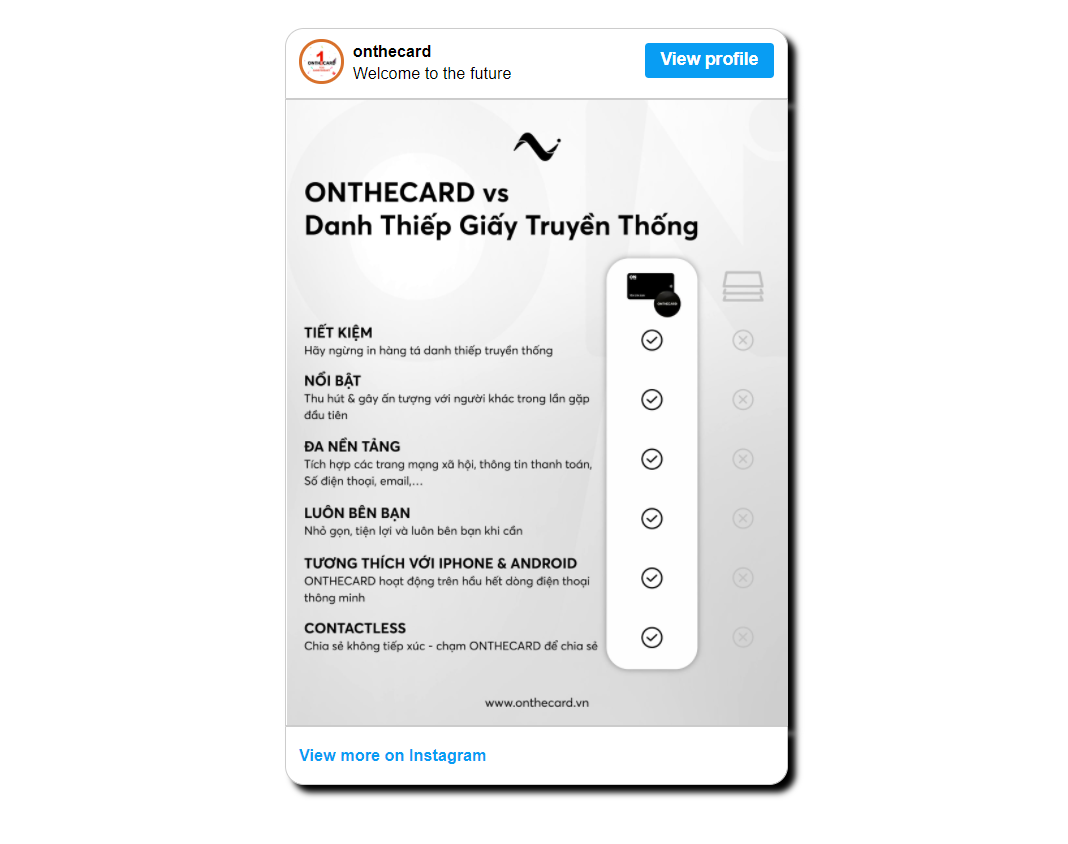 onthecard
Welcome to the future
View profile
ONTHECARD vs
Danh Thiếp Giấy Truyền Thống
TIẾT KIỆM
Hãy ngừng in hàng tá danh thiếp truyền thống
NỔI BẬT
Thu hút & gây ấn tượng với người khác trong lần gặp
đầu tiên
ĐA NỀN TẢNG
Tích hợp các trang mạng xã hội, thông tin thanh toán,
Số điện thoại, email,...
LUÔN BÊN BẠN
Nhỏ gọn, tiện lợi và luôn bên bạn khi cần
TƯƠNG THÍCH VỚI IPHONE & ANDROID
ONTHECARD hoạt động trên hầu hết dòng điện thoại
thông minh
CONTACTLESS
Chia sẻ không tiếp xúc - chạm ONTHECARD để chia sẻ
www.onthecard.vn
View more on Instagram